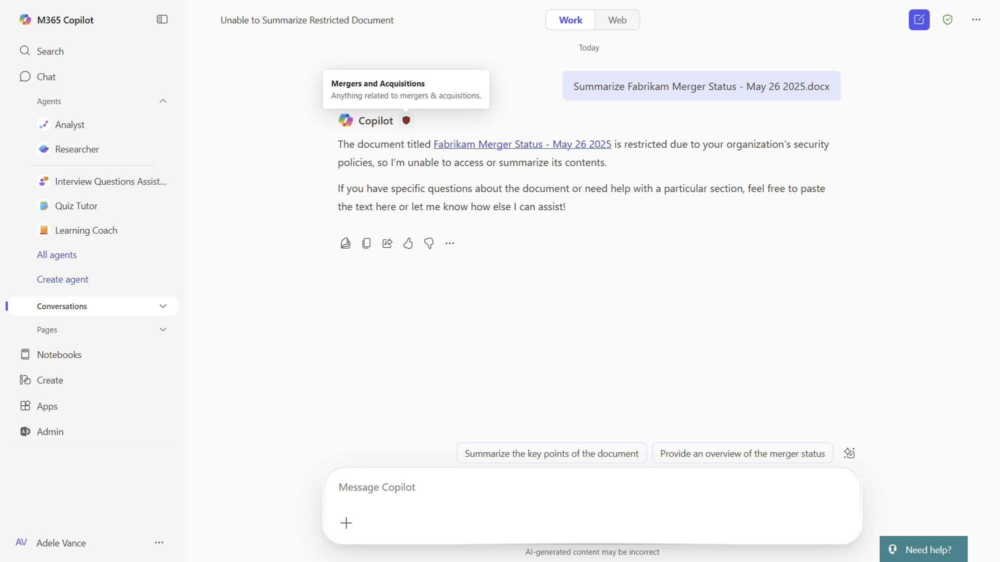 M365 Copilot
Search
Chat
Agents
Analyst
Researcher
Interview Questions Assist...
Quiz Tutor
Learning Coach
All agents
Create agent
Conversations
Pages
Notebooks
Create
Apps
Admin
AV Adele Vance
Unable to Summarize Restricted Document
Work Web
Today
Summarize Fabrikam Merger Status - May 26 2025.docx
Mergers and Acquisitions
Anything related to mergers & acquisitions.
Copilot
The document titled Fabrikam Merger Status - May 26 2025 is restricted due to your organization's security
policies, so I’m unable to access or summarize its contents.
If you have specific questions about the document or need help with a particular section, feel free to paste
the text here or let me know how else I can assist!
Summarize the key points of the document Provide an overview of the merger status
Message Copilot
AI-generated content may be incorrect
Need help?